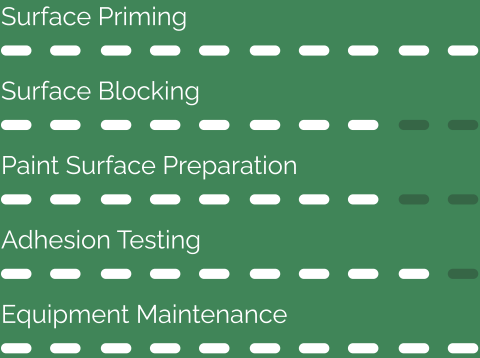 Surface Priming
Surface Blocking
Paint Surface Preparation
Adhesion Testing
Equipment Maintenance